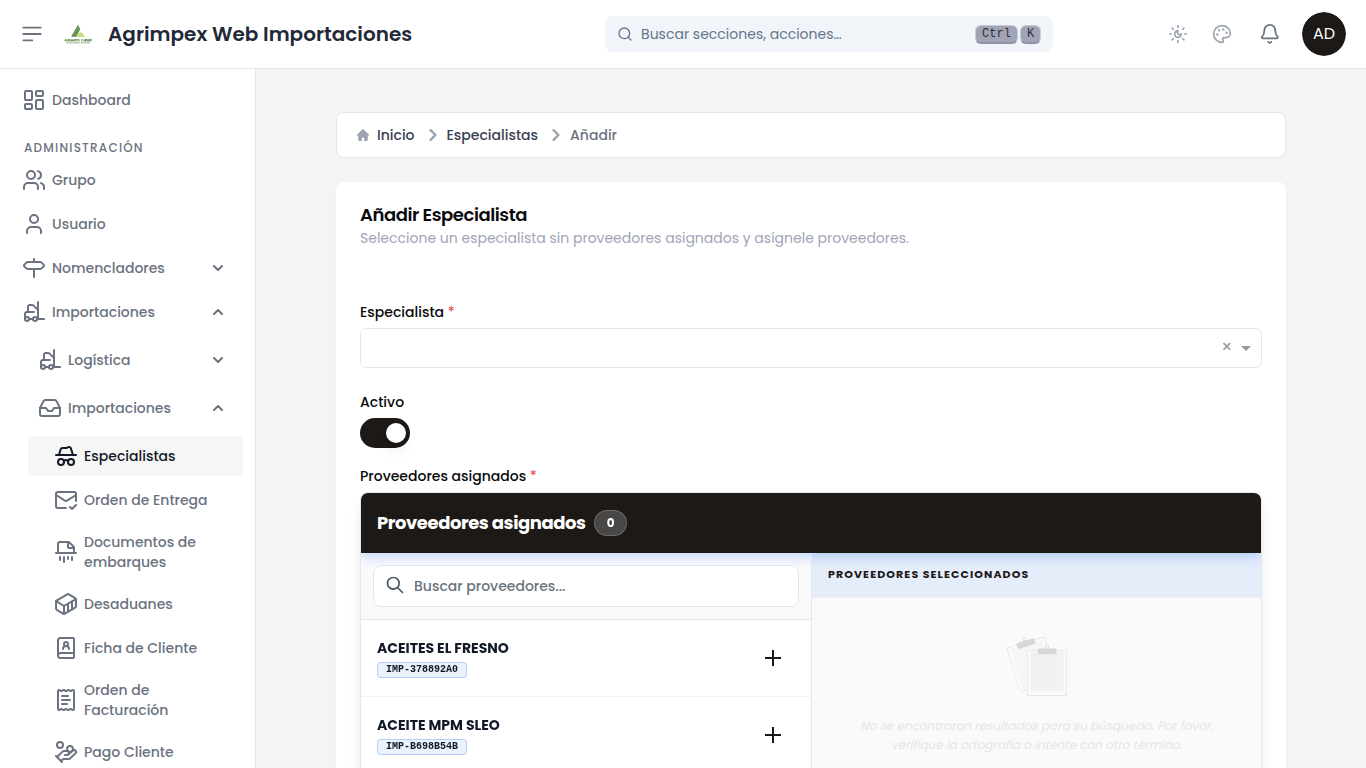 Agrimpex Web Importaciones
Buscar secciones, acciones...
Ctrl K
AD
Dashboard
ADMINISTRACIÓN
Grupo
Usuario
Nomencladores
Importaciones
Logística
Importaciones
Especialistas
Orden de Entrega
Documentos de
embarques
Desaduanes
Ficha de Cliente
Orden de
Facturación
Pago Cliente
Inicio
Especialistas
Añadir
Añadir Especialista
Seleccione un especialista sin proveedores asignados y asígnele proveedores.
Especialista *
Activo
Proveedores asignados *
Proveedores asignados 0
Buscar proveedores...
ACEITES EL FRESNO
IMP-378892A0
ACEITE MPM SLEO
IMP-B698B54B
PROVEEDORES SELECCIONADOS
No se encontraron resultados para su búsqueda. Por favor,
verifique la ortografía o intente con otro término.